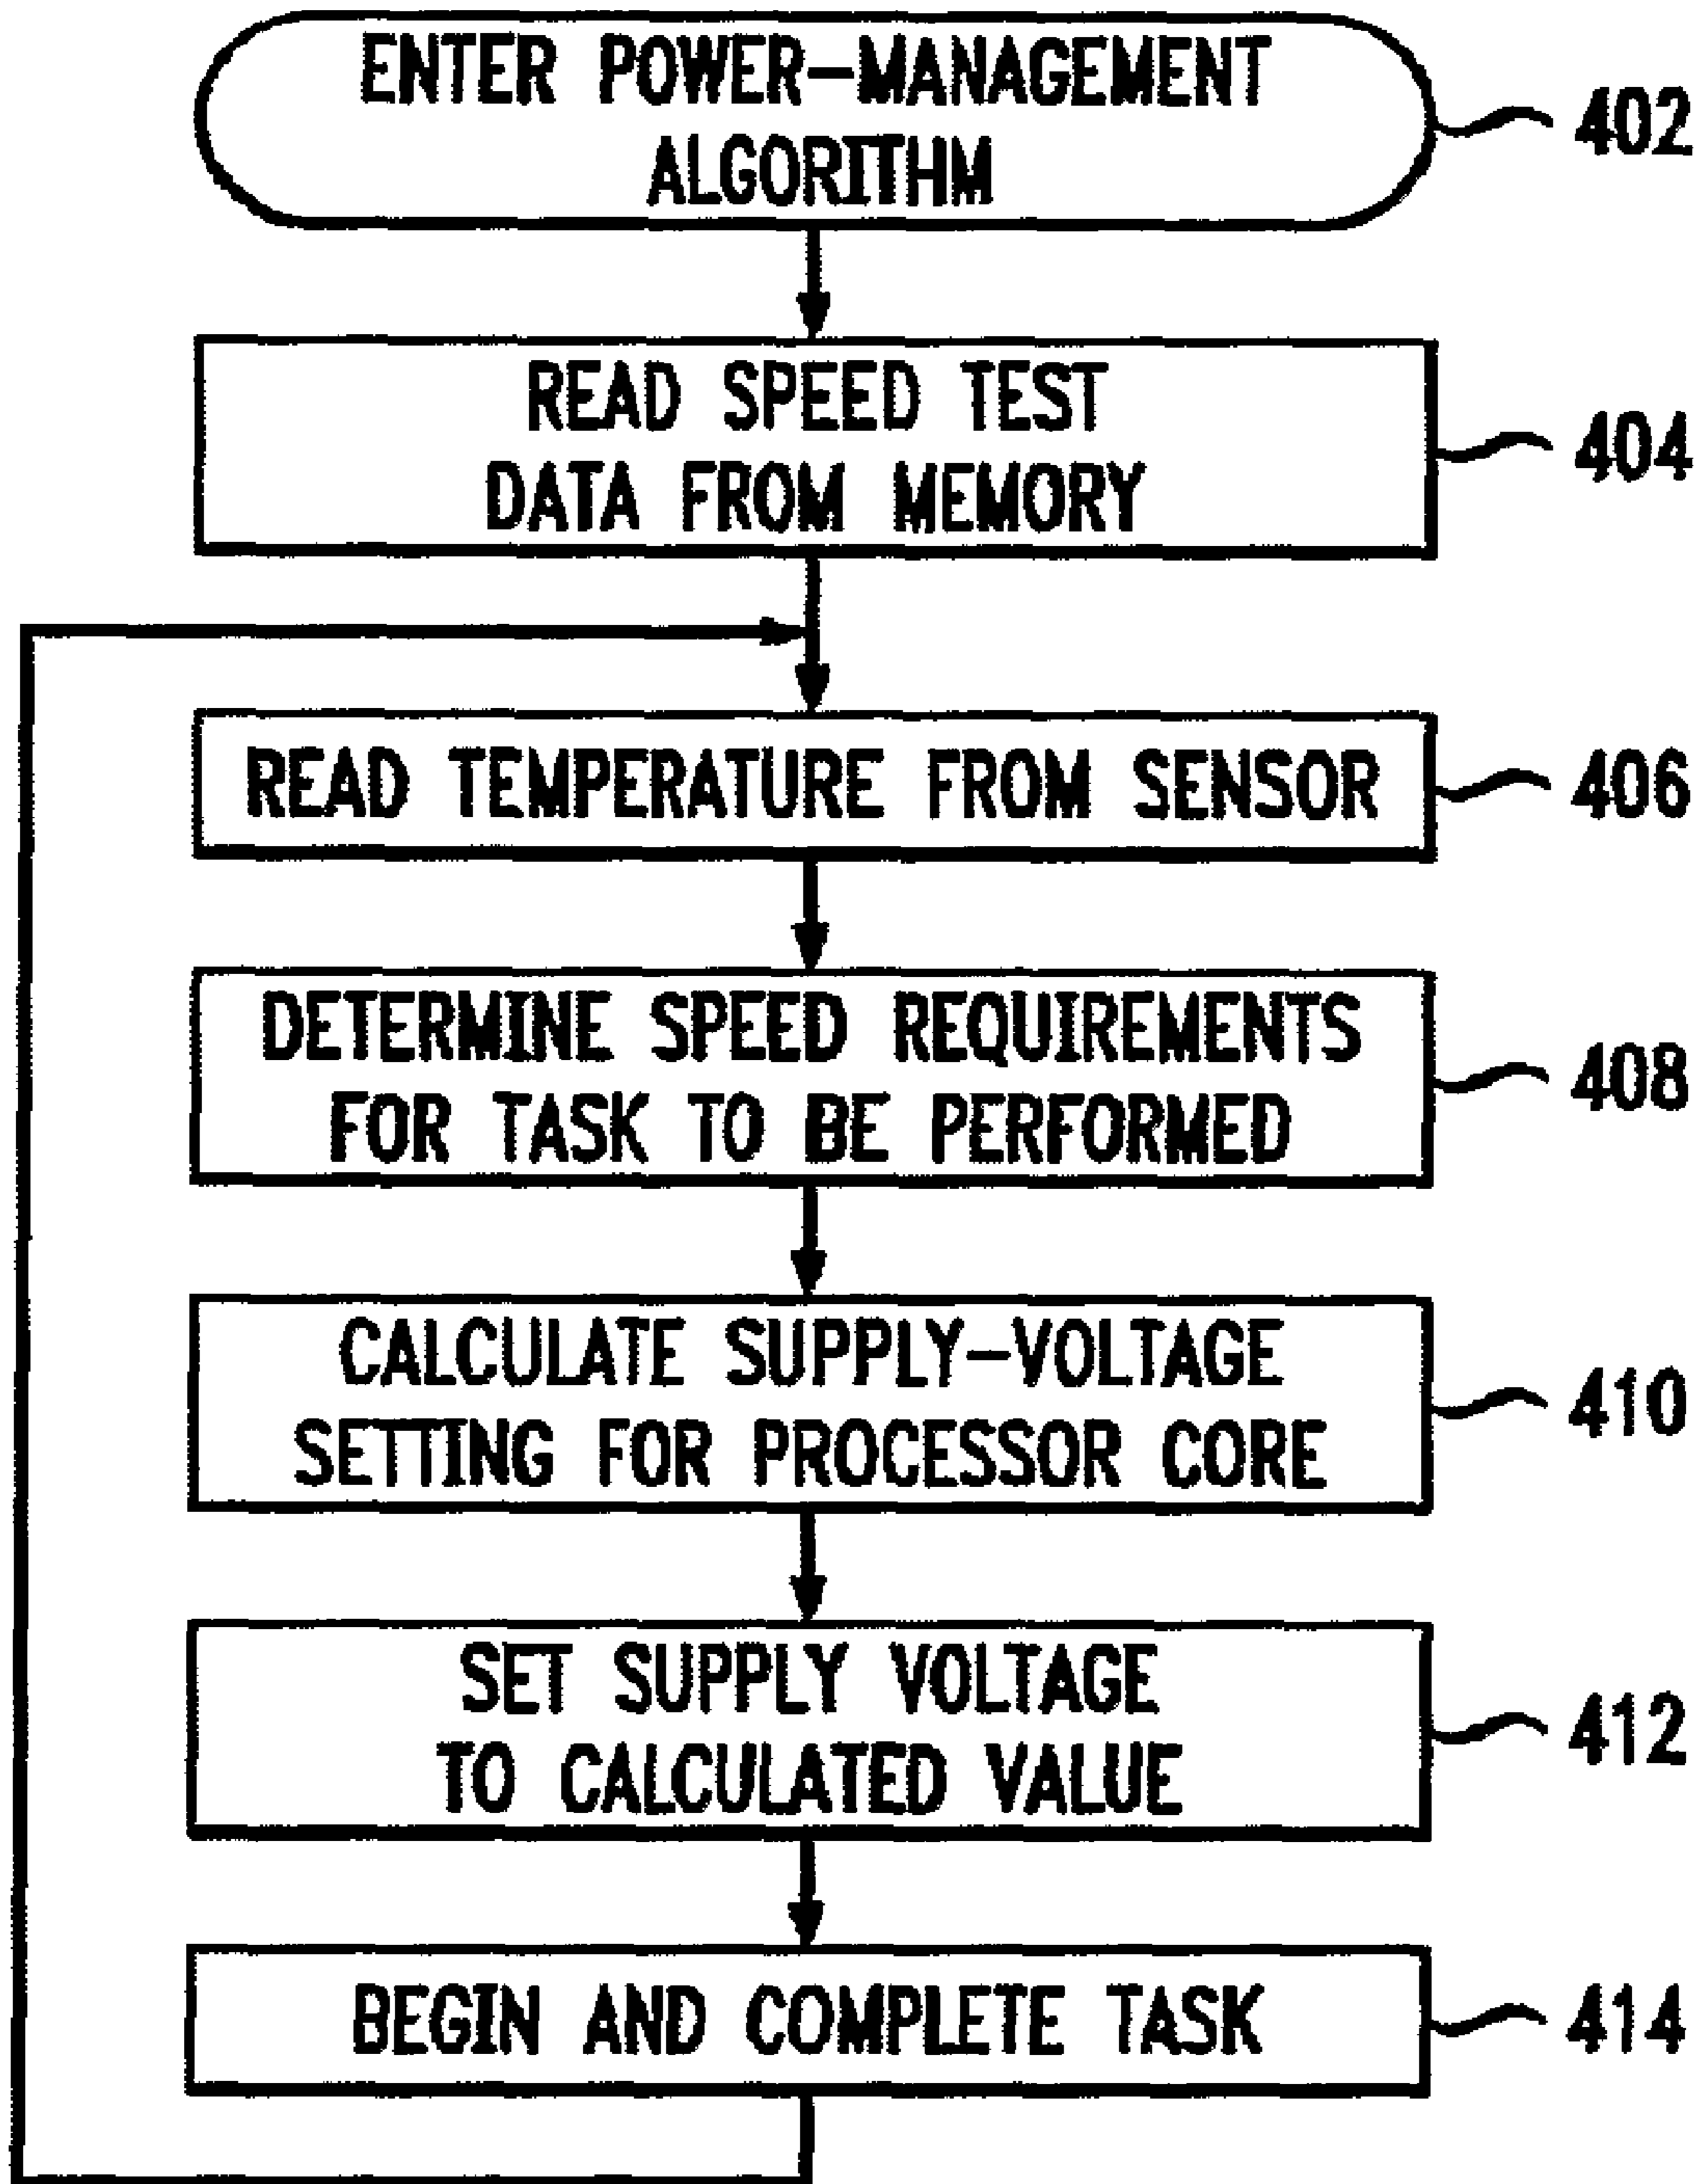 ENTER POWER-MANAGEMENT
ALGORITHM
402
READ SPEED TEST
DATA FROM MEMORY
404
READ TEMPERATURE FROM SENSOR
406
DETERMINE SPEED REQUIREMENTS
FOR TASK TO BE PERFORMED
408
CALCULATE SUPPLY-VOLTAGE
SETTING FOR PROCESSOR CORE
410
SET SUPPLY VOLTAGE
TO CALCULATED VALUE
412
BEGIN AND COMPLETE TASK
414